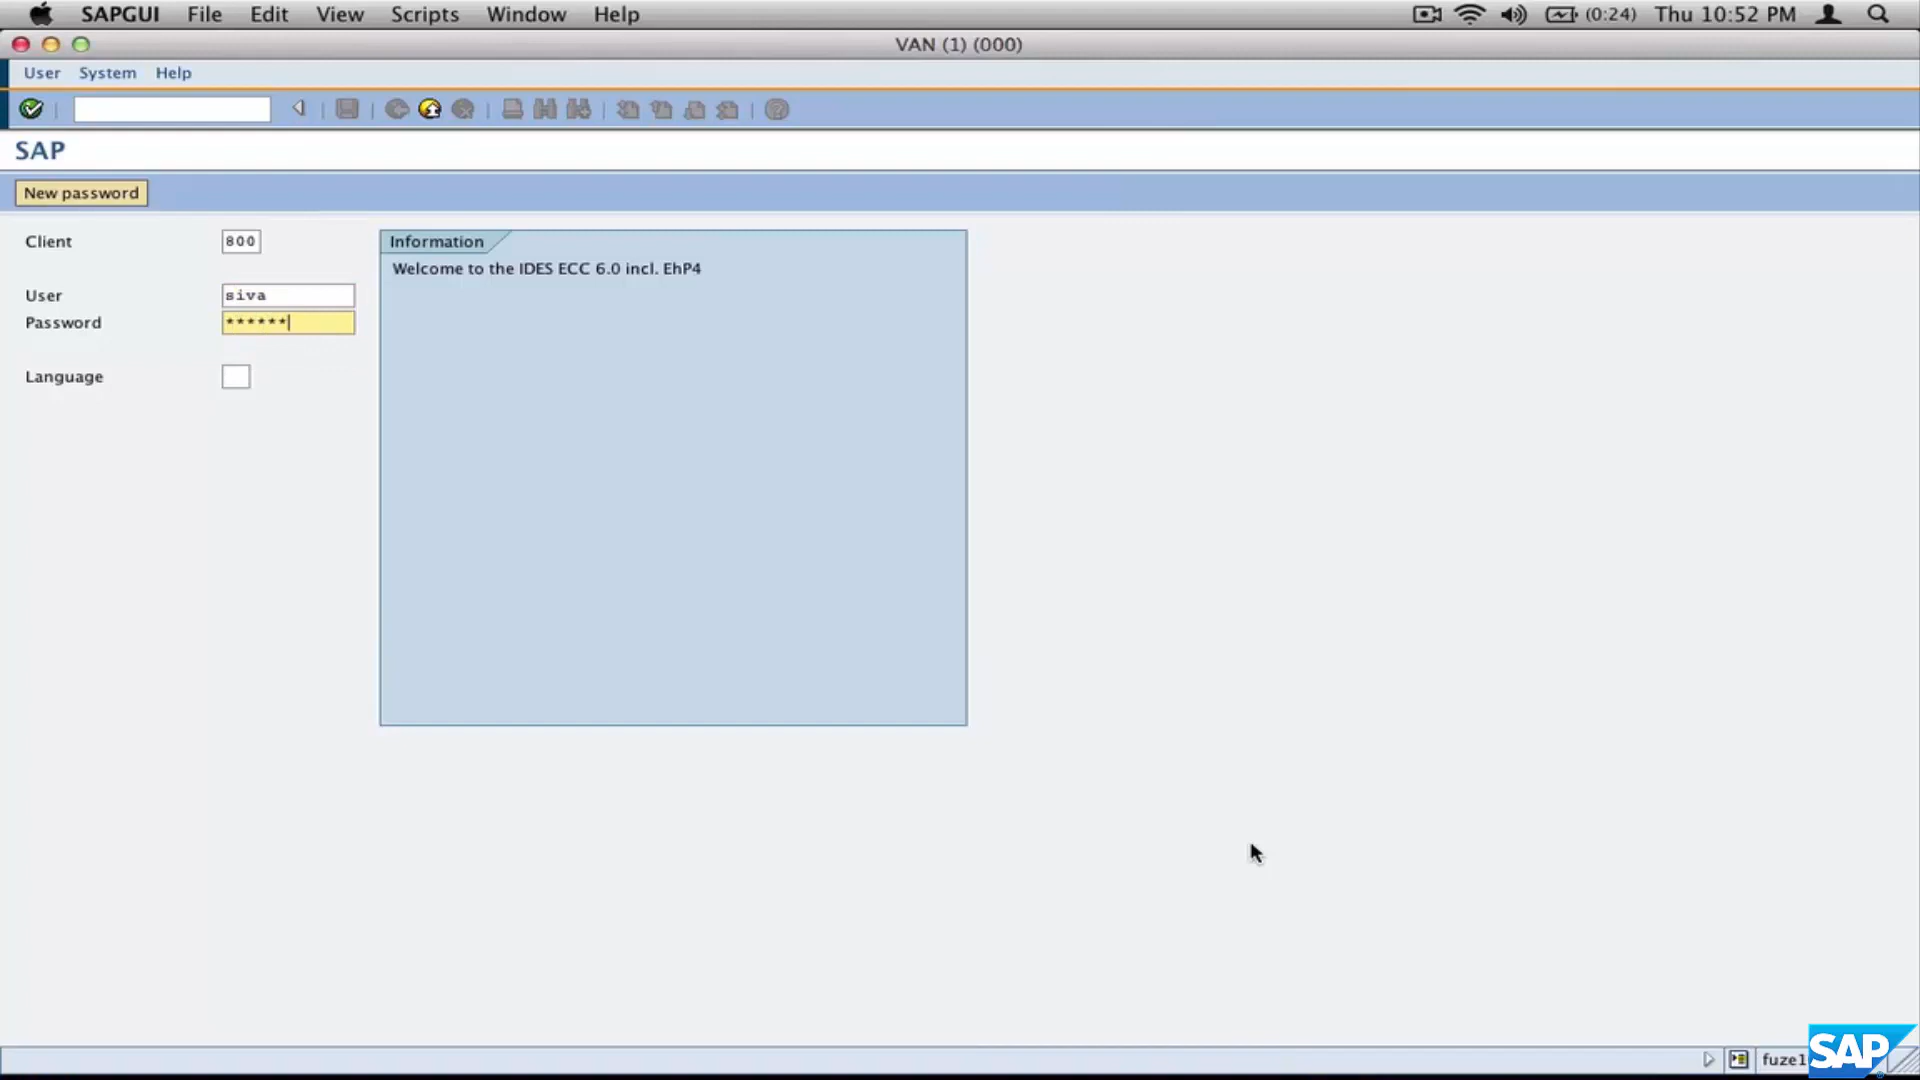 SAPGUI File Edit View Scripts Window Help (0:24) Thu 10:52 PM
VAN (1) (000)
User System Help
SAP
New password
Client 800
Information
Welcome to the IDES ECC 6.0 incl. EhP4
User siva
Password ******
Language
SAP